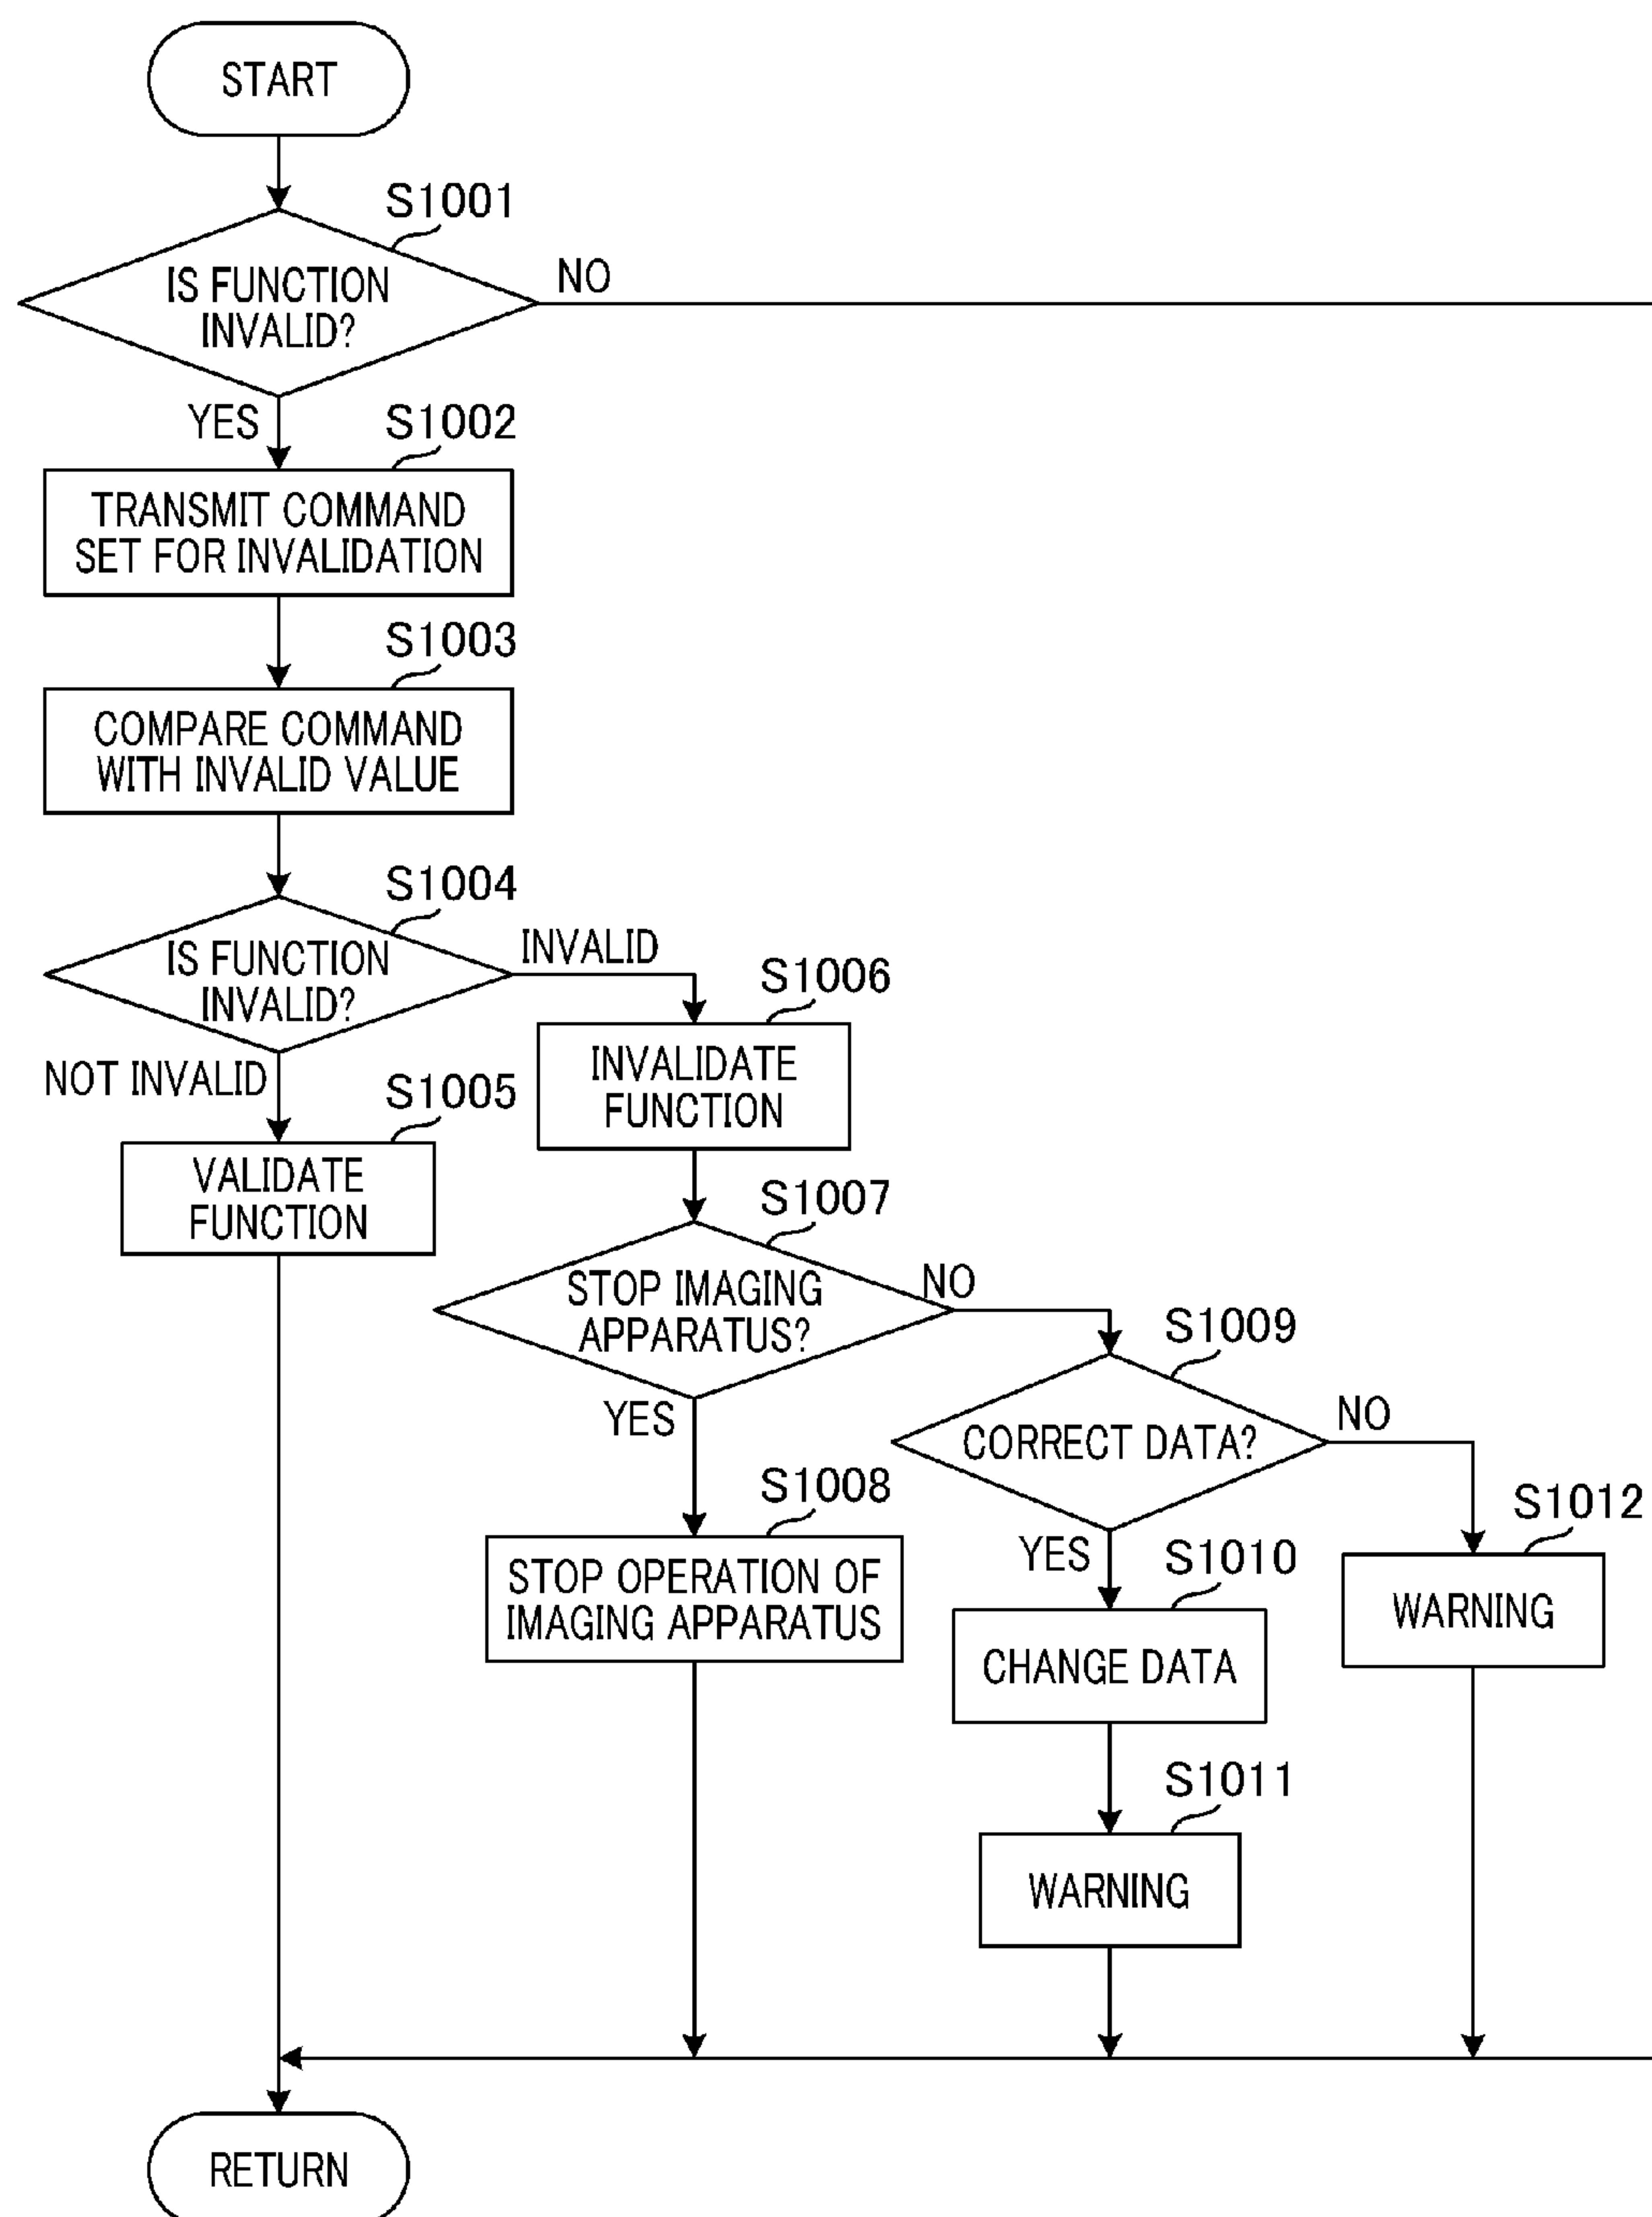 START
S1001
IS FUNCTION
INVALID?
NO
YES
S1002
TRANSMIT COMMAND
SET FOR INVALIDATION
S1003
COMPARE COMMAND
WITH INVALID VALUE
S1004
IS FUNCTION
INVALID?
INVALID
NOT INVALID
S1005
VALIDATE
FUNCTION
S1006
INVALIDATE
FUNCTION
S1007
STOP IMAGING
APPARATUS?
NO
YES
S1008
STOP OPERATION OF
IMAGING APPARATUS
S1009
CORRECT DATA?
NO
YES
S1010
CHANGE DATA
S1011
WARNING
S1012
WARNING
RETURN